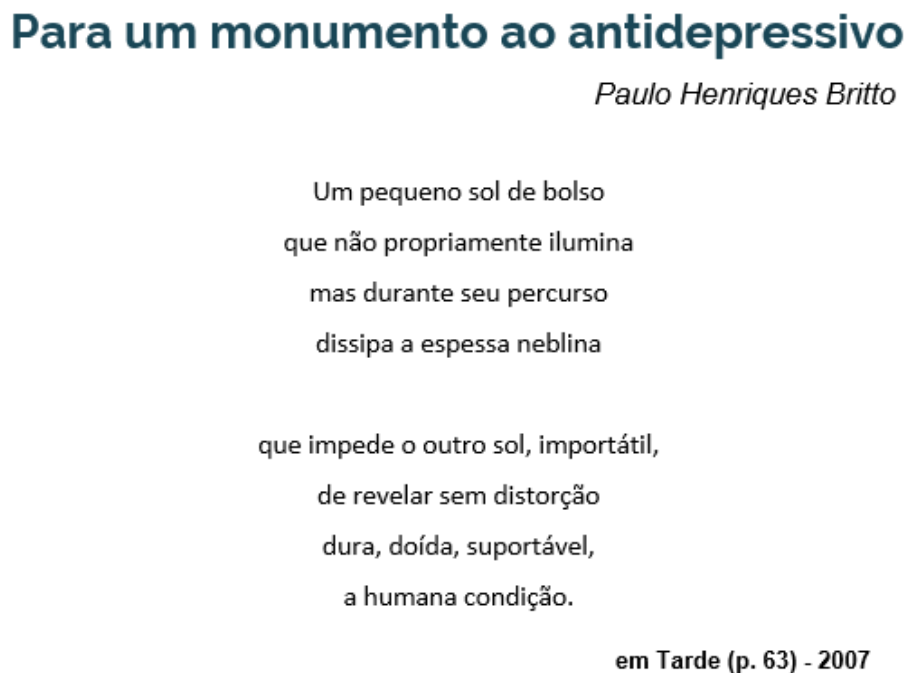 Para um monumento ao antidepressivo
Paulo Henriques Britto
Um pequeno sol de bolso
que não propriamente ilumina
mas durante seu percurso
dissipa a espessa neblina
que impede o outro sol, importátil,
de revelar sem distorção
dura, doída, suportável,
a humana condição.
em Tarde (p. 63) - 2007